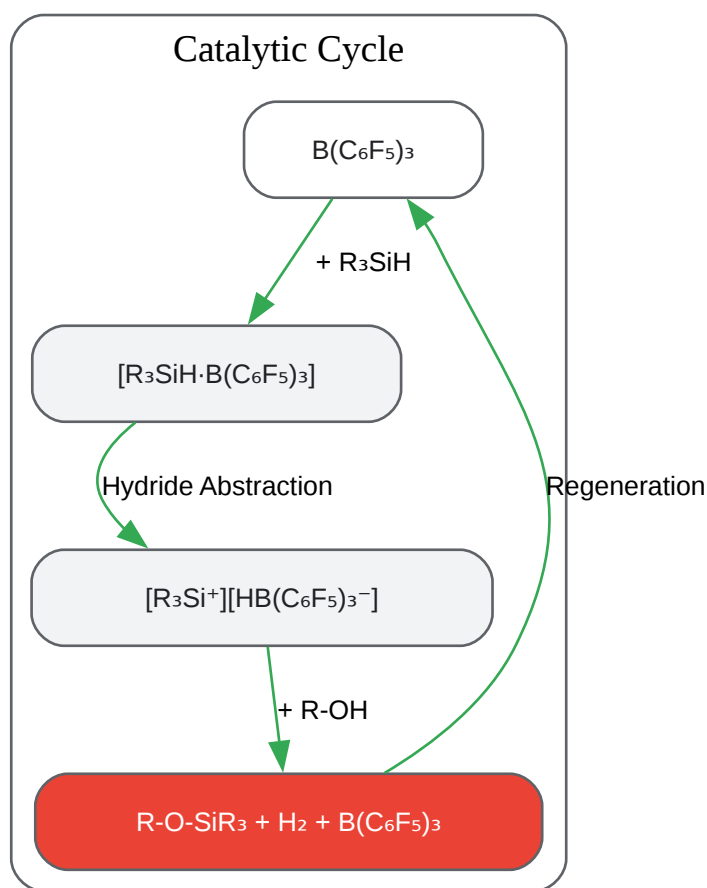 Catalytic Cycle
B(C₆F₅)₃
+ R₃SiH
[R₃SiH·B(C₆F₅)₃]
Hydride Abstraction
Regeneration
[R₃Si⁺][HB(C₆F₅)₃⁻]
+ R-OH
R-O-SiR₃ + H₂ + B(C₆F₅)₃